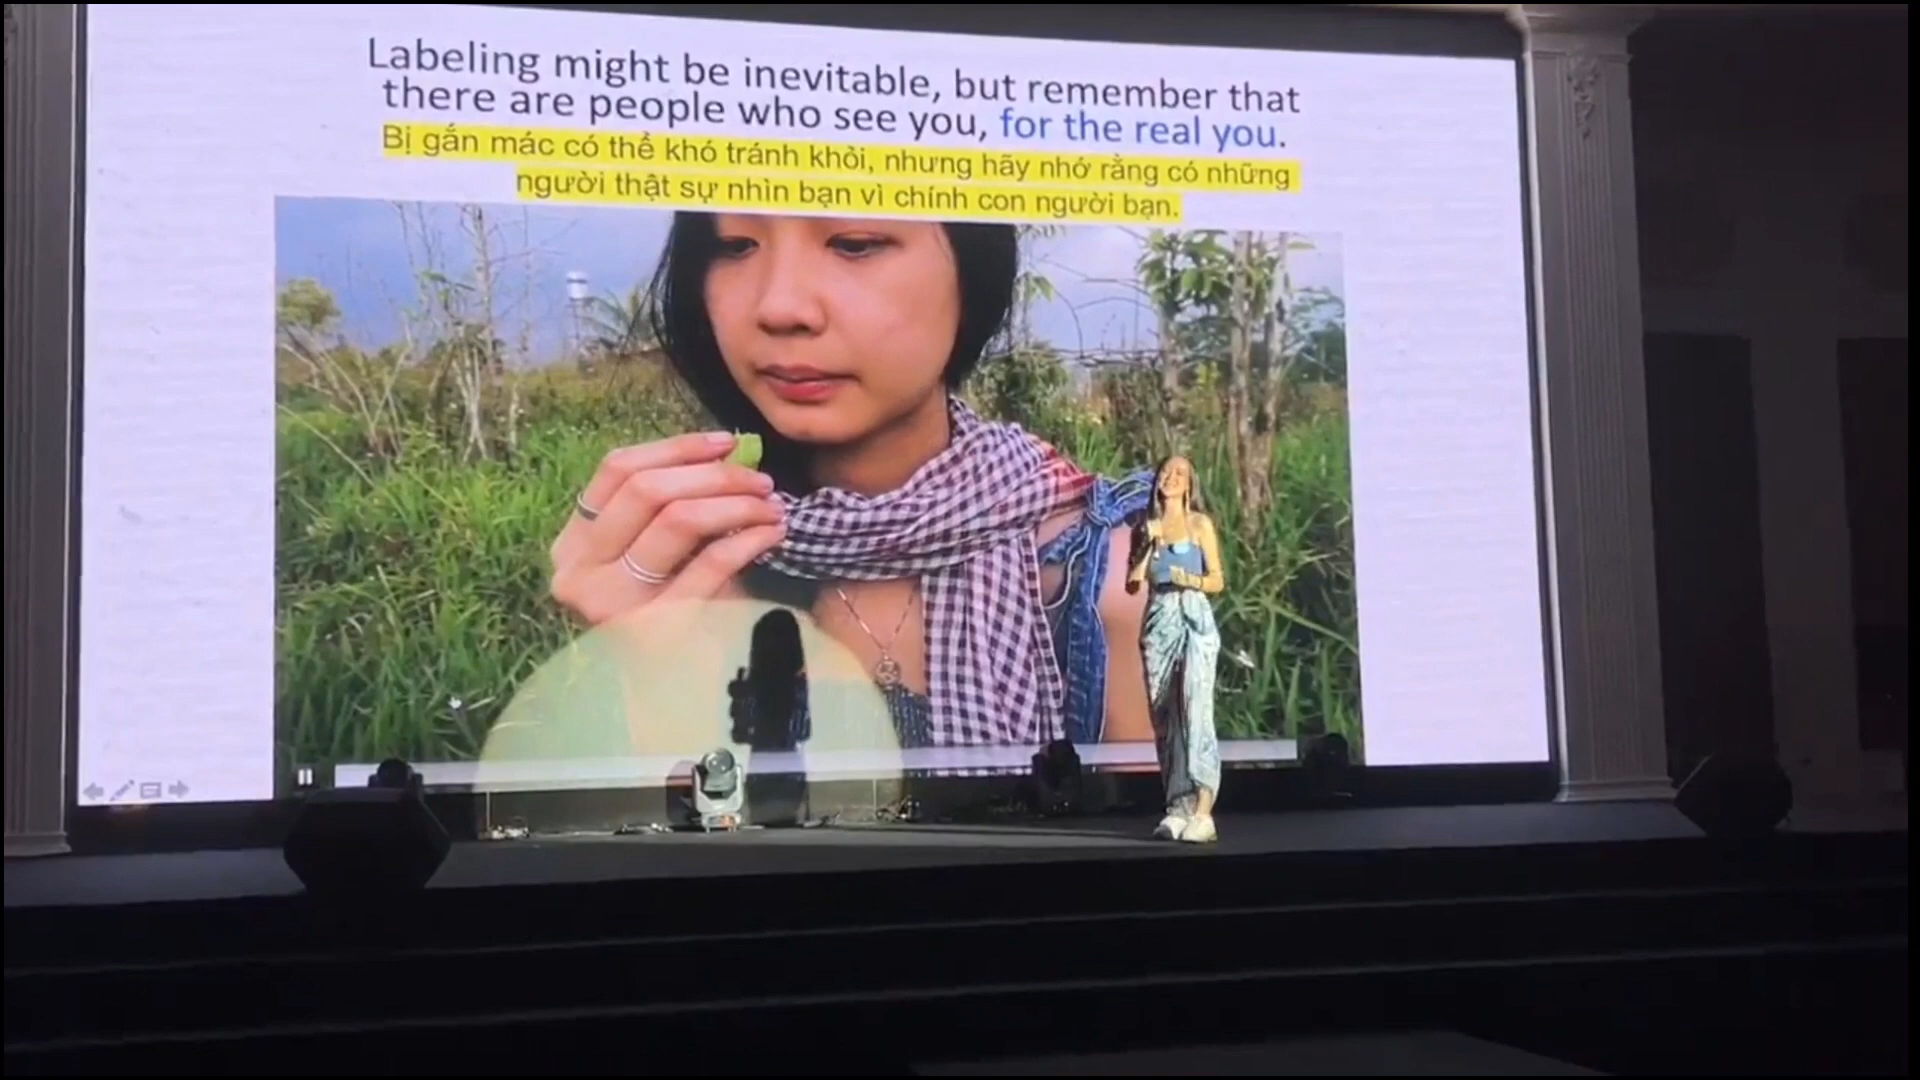 Labeling might be inevitable, but remember that
there are people who see you, for the real you.
Bị gắn mác có thể khó tránh khỏi, nhưng hãy nhớ rằng có những
người thật sự nhìn bạn vì chính con người bạn.